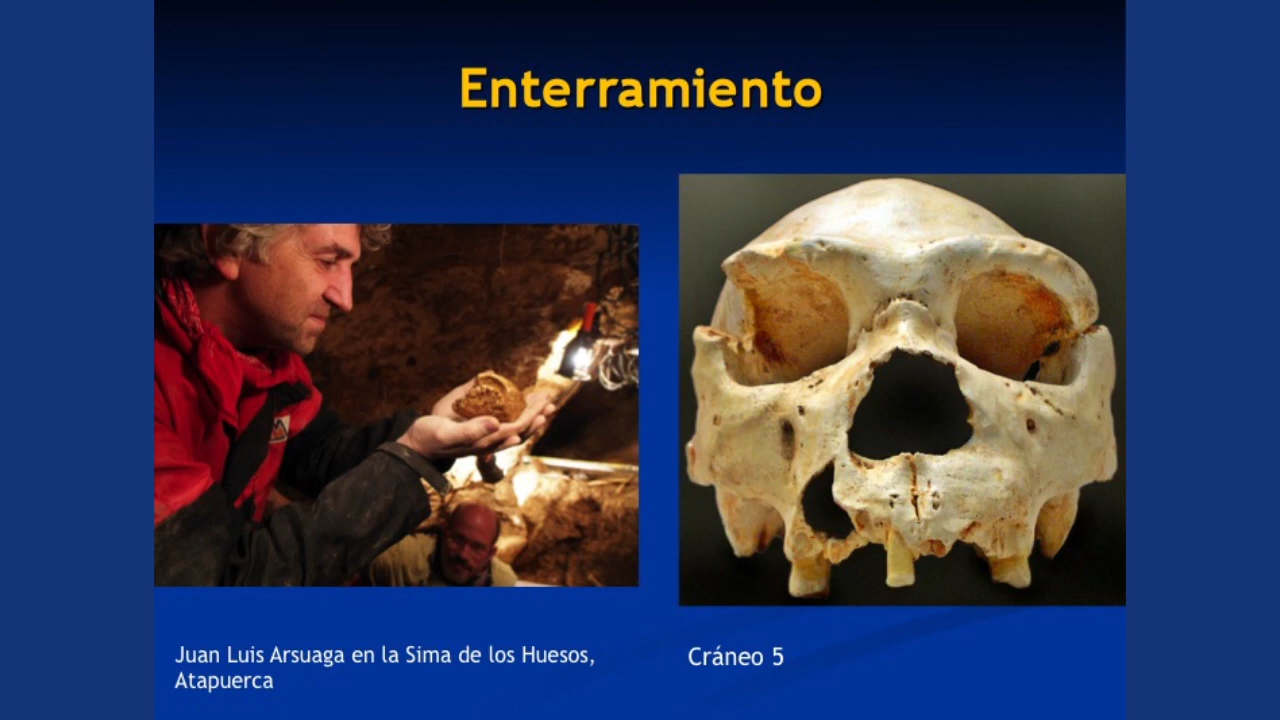 Enterramiento
Juan Luis Arsuaga en la Sima de los Huesos,
Atapuerca
Cráneo 5